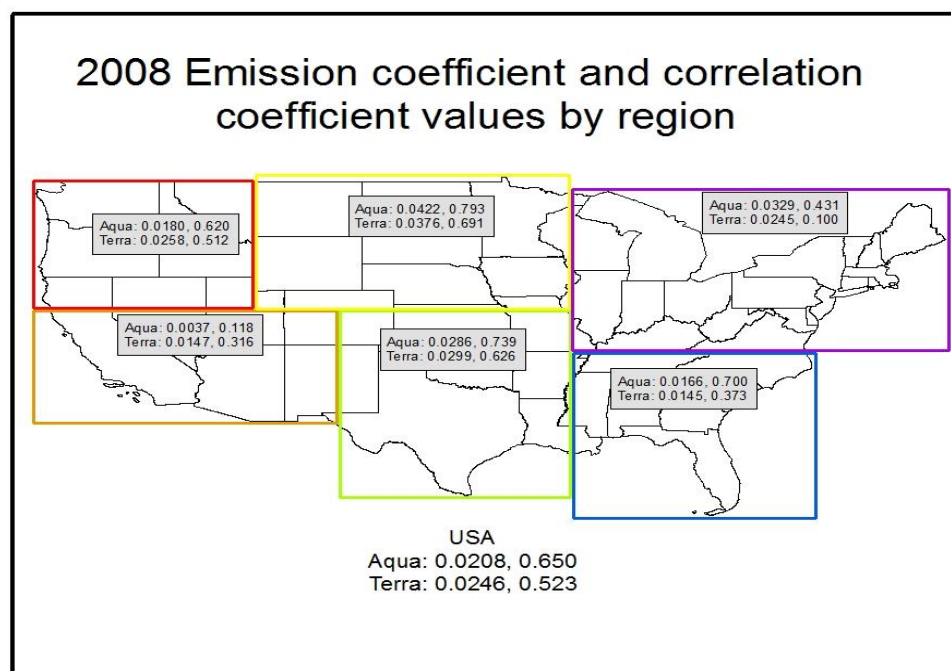 2008 Emission coefficient and correlation
coefficient values by region
Aqua: 0.0180, 0.620
Terra: 0.0258, 0.512
Aqua: 0.0422, 0.793
Terra: 0.0376, 0.691
Aqua: 0.0329, 0.431
Terra: 0.0245, 0.100
Aqua: 0.0037, 0.118
Terra: 0.0147, 0.316
Aqua: 0.0286, 0.739
Terra: 0.0299, 0.626
Aqua: 0.0166, 0.700
Terra: 0.0145, 0.373
USA
Aqua: 0.0208, 0.650
Terra: 0.0246, 0.523